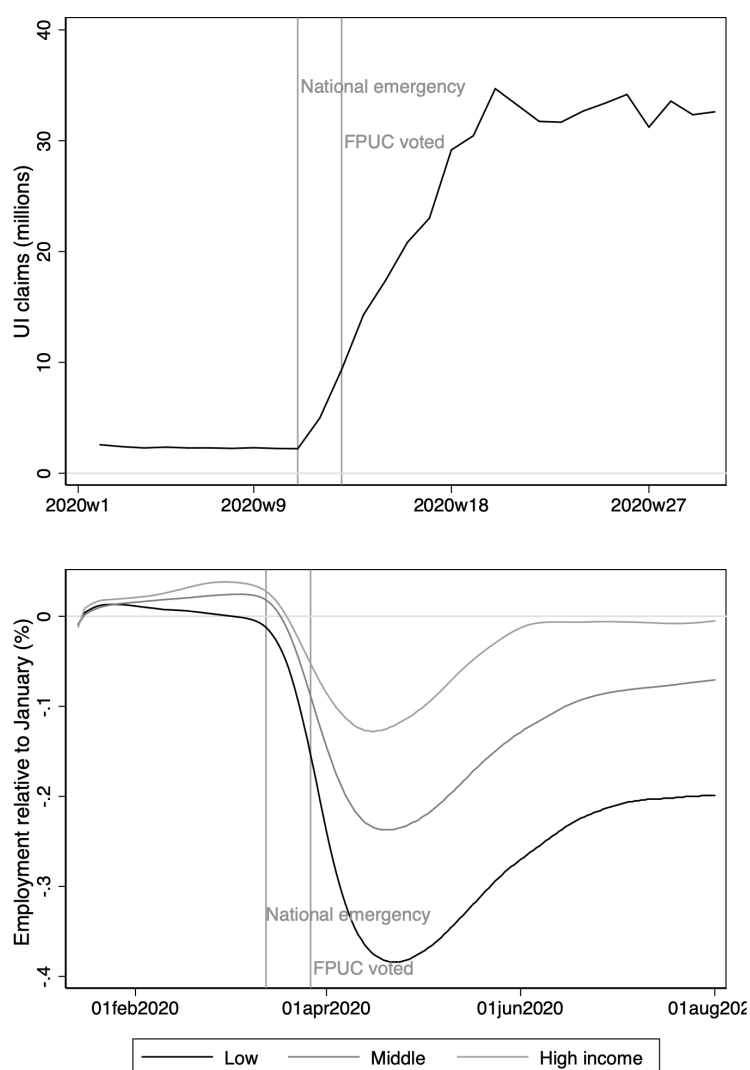 UI claims (millions)
40
30
20
10
0
National emergency
FPUC voted
2020w1 2020w9 2020w18 2020w27
Employment relative to January (%)
0
-.1
-.2
-.3
-.4
National emergency
FPUC voted
01feb2020 01apr2020 01jun2020 01aug202
Low Middle High income